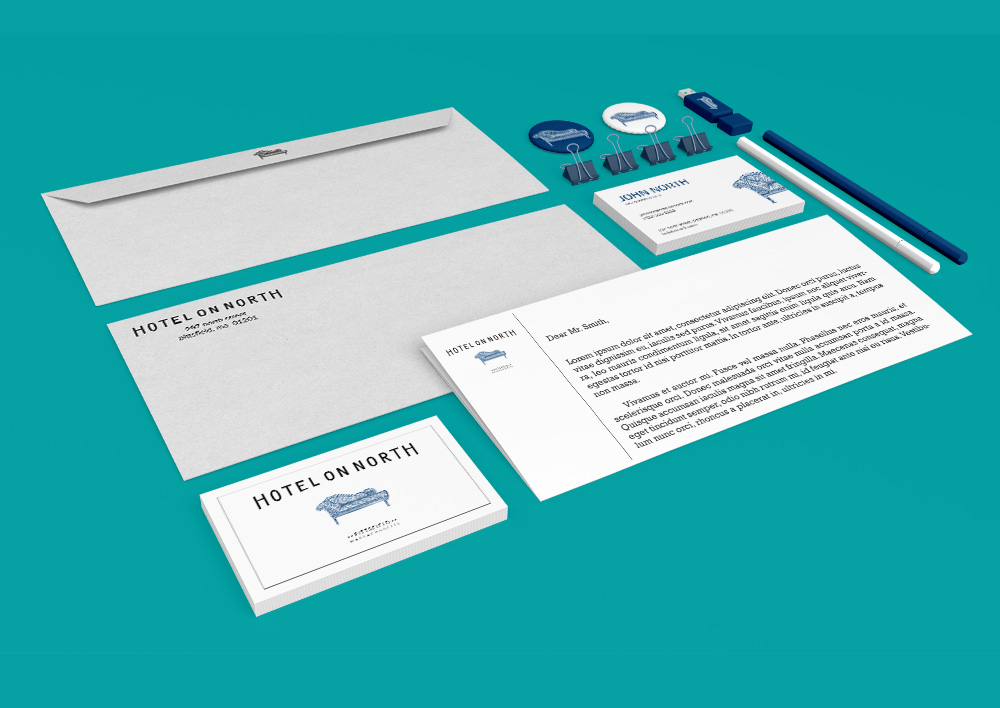 HOTEL ON NORTH
297 north street
pittsfield, ma 01201
JOHN NORTH
HOTEL ON NORTH
Dear Mr. Smith,
Lorem ipsum dolor sit amet, consectetur adipiscing elit. Donec orci purus, luctus
vitae dignissim eu, iaculis sed purus. Vivamus faucibus, ipsum nec aliquet viver-
ra, leo mauris condimentum ligula, sit amet sagittis enim ligula quis arcu. Nam
egestas tortor id nisi porttitor mattis. In tortor ante, ultricies in suscipit a, tempus
non massa.
Vivamus et auctor mi. Fusce vel massa nulla. Phasellus nec eros mauris, et
scelerisque orci. Donec malesuada orci vitae nulla accumsan porta a id massa.
Quisque accumsan iaculis magna sit amet fringilla. Maecenas consequat magna
eget tincidunt semper, odio nibh rutrum mi, id feugiat ante nisl eu risus. Vestibu-
lum nunc orci, rhoncus a placerat in, ultricies in mi.
HOTEL ON NORTH